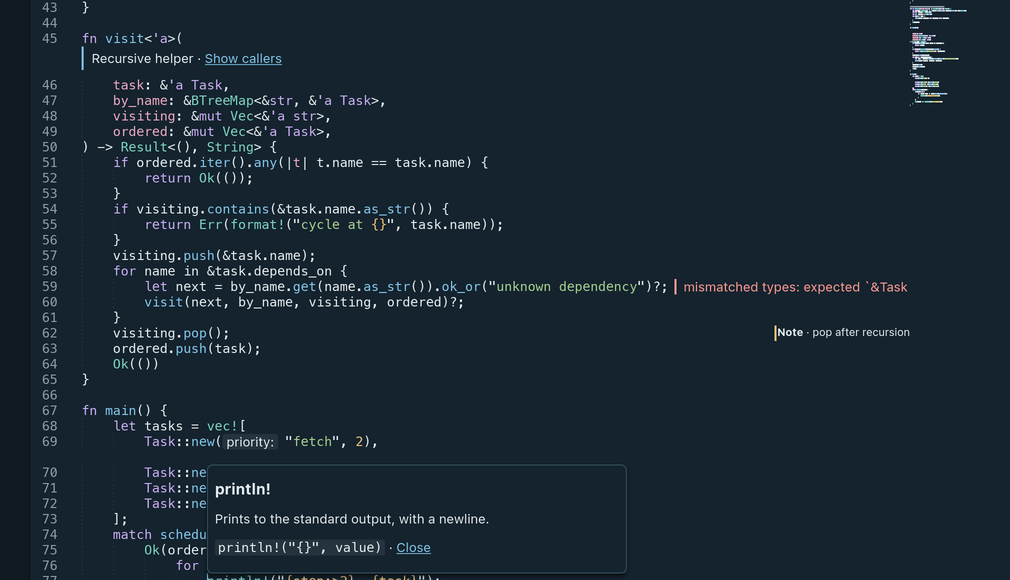 43 }
44
45 fn visit<'a>(
Recursive helper · Show callers
46 task: &'a Task,
47 by_name: &BTreeMap<&str, &'a Task>,
48 visiting: &mut Vec<&'a str>,
49 ordered: &mut Vec<&'a Task>,
50 ) -> Result<(), String> {
51 if ordered.iter().any(|t| t.name == task.name) {
52 return Ok(());
53 }
54 if visiting.contains(&task.name.as_str()) {
55 return Err(format!("cycle at {}", task.name));
56 }
57 visiting.push(&task.name);
58 for name in &task.depends_on {
59 let next = by_name.get(name.as_str()).ok_or("unknown dependency")?; mismatched types: expected `&Task
60 visit(next, by_name, visiting, ordered)?;
61 }
62 visiting.pop(); Note · pop after recursion
63 ordered.push(task);
64 Ok(())
65 }
66
67 fn main() {
68 let tasks = vec![
69 Task::new( priority: "fetch", 2),
70 Task::ne
71 Task::ne
72 Task::ne
73 ];
74 match schedu
75 Ok(order
76 for
println!
Prints to the standard output, with a newline.
println!("{}", value) · Close
77 println!("{step:>2}. {task}");